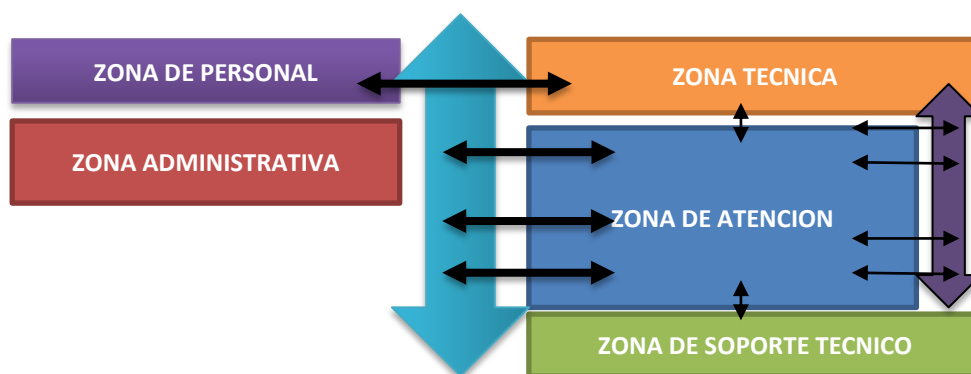 ZONA DE PERSONAL
ZONA TECNICA
ZONA ADMINISTRATIVA
ZONA DE ATENCION
ZONA DE SOPORTE TECNICO